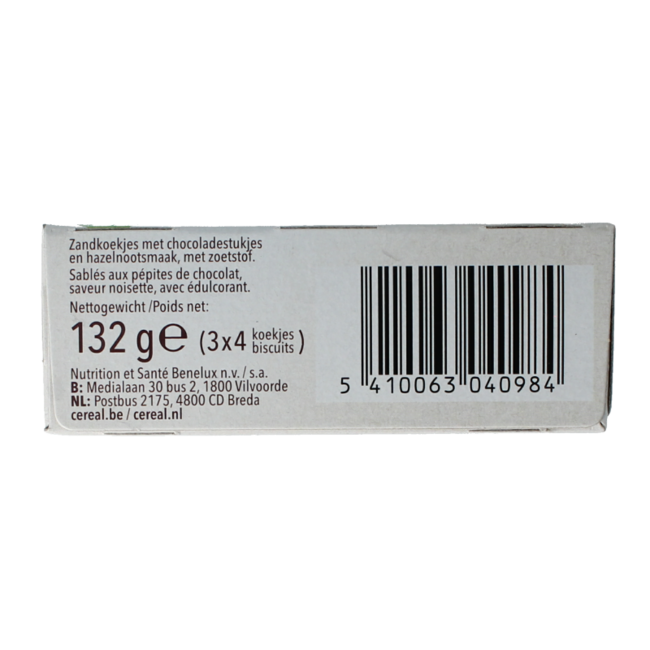 Zandkoekjes met chocoladestukjes
en hazelnootsmaak, met zoetstof.
Sablés aux pépites de chocolat,
saveur noisette, avec édulcorant.
Nettogewicht /Poids net:
132 g e (3x4 koekjes
biscuits )
Nutrition et Santé Benelux n.v. / s.a.
B: Medialaan 30 bus 2, 1800 Vilvoorde
NL: Postbus 2175, 4800 CD Breda
cereal.be / cereal.nl
5 410063 040984